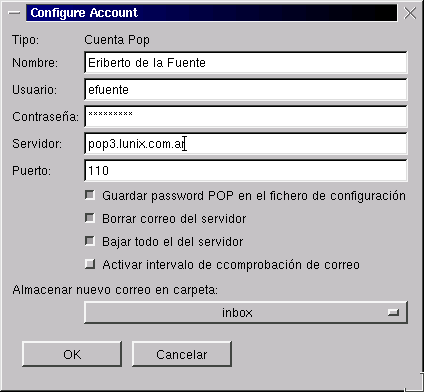 Configure Account
Tipo: Cuenta Pop
Nombre: Eriberto de la Fuente
Usuario: efuente
Contraseña: *********
Servidor: pop3.lunix.com.ar
Puerto: 110
Guardar password POP en el fichero de configuración
Borrar correo del servidor
Bajar todo el del servidor
Activar intervalo de ccomprobación de correo
Almacenar nuevo correo en carpeta:
inbox
OK Cancelar